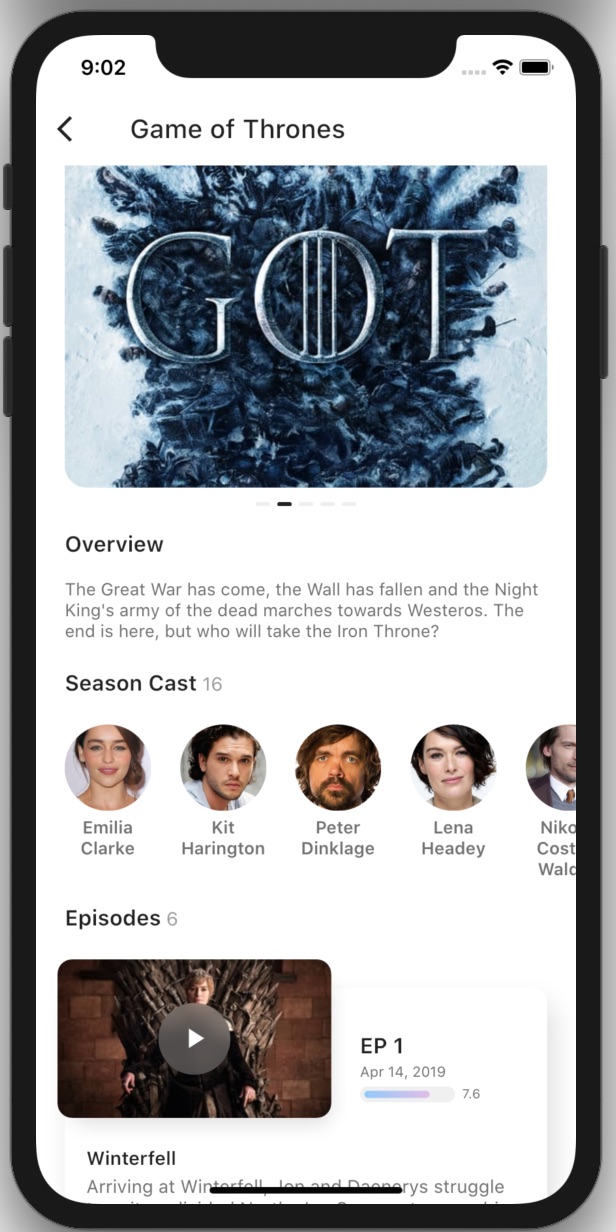 9:02
Game of Thrones
GOT
Overview
The Great War has come, the Wall has fallen and the Night
King's army of the dead marches towards Westeros. The
end is here, but who will take the Iron Throne?
Season Cast 16
Emilia
Clarke
Kit
Harington
Peter
Dinklage
Lena
Headey
Niko
Cost
Wald
Episodes 6
EP 1
Apr 14, 2019
7.6
Winterfell
Arriving at Winterfell, Jon and Daenerys struggle